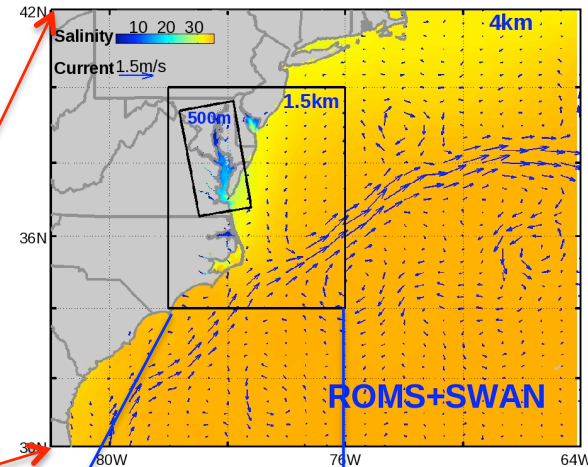 42N
4km
Salinity 10 20 30
Current 1.5m/s
1.5km
500m
36N
ROMS+SWAN
30N
80W 76W 64W